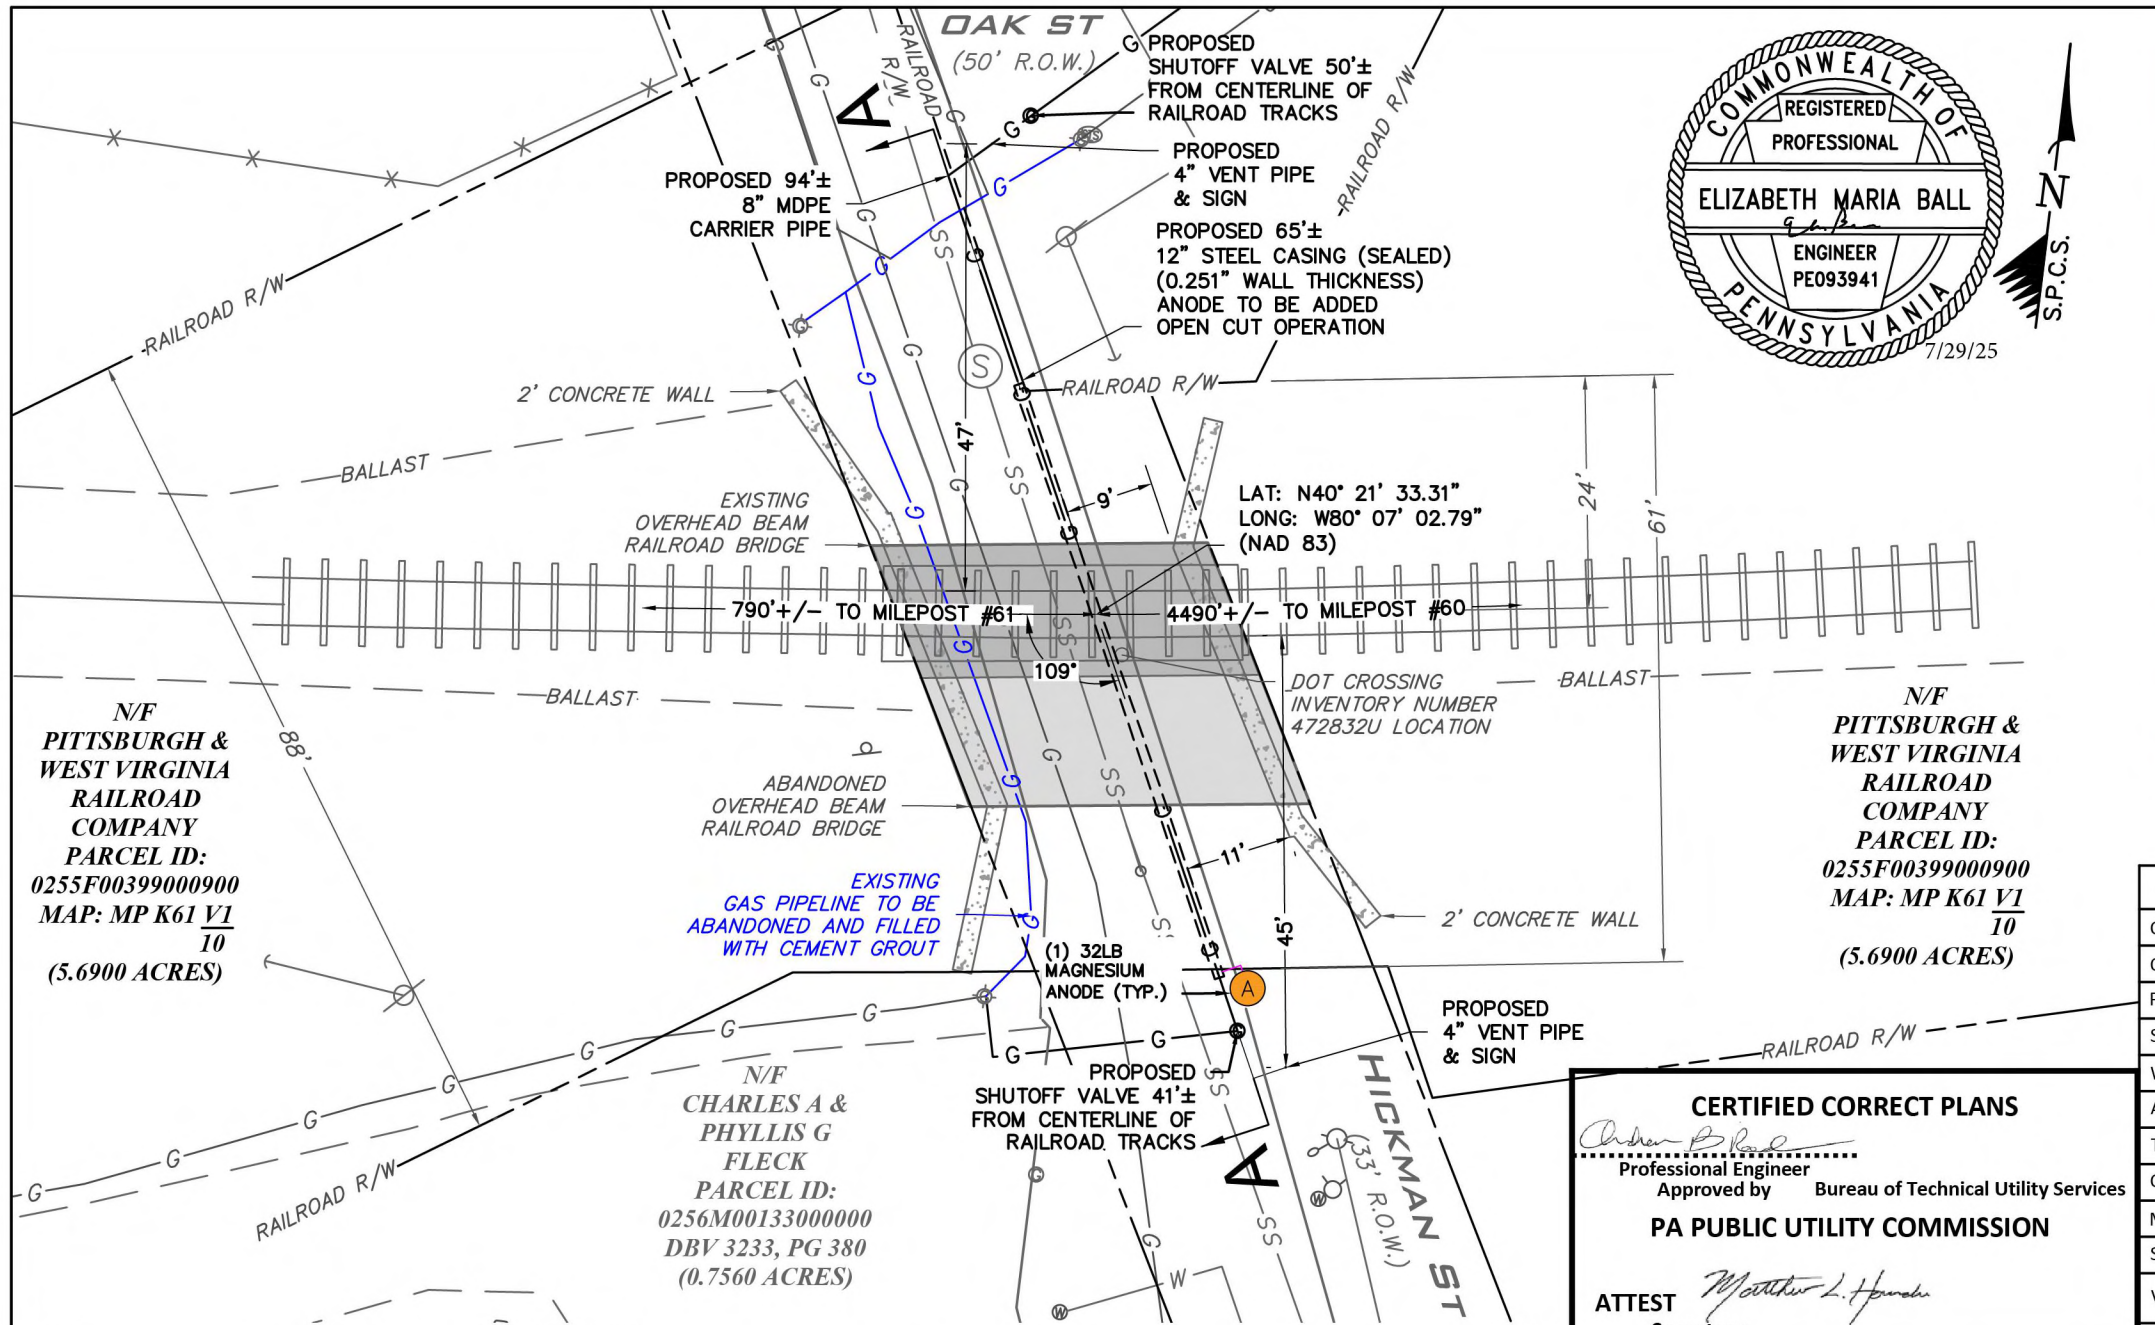 OAK ST
(50' R.O.W.)
RAILROAD
R/W
A
PROPOSED
SHUTOFF VALVE 50'±
FROM CENTERLINE OF
RAILROAD TRACKS
RAILROAD R/W
PROPOSED
4" VENT PIPE
& SIGN
PROPOSED 94'±
8" MDPE
CARRIER PIPE
PROPOSED 65'±
12" STEEL CASING (SEALED)
(0.251" WALL THICKNESS)
ANODE TO BE ADDED
OPEN CUT OPERATION
COMMONWEALTH OF
REGISTERED
PROFESSIONAL
ELIZABETH MARIA BALL
ENGINEER
PE093941
PENNSYLVANIA
7/29/25
N
S.P.C.S.
RAILROAD R/W
S
2' CONCRETE WALL
RAILROAD R/W
47'
BALLAST
9'
24'
61'
EXISTING
OVERHEAD BEAM
RAILROAD BRIDGE
LAT: N40° 21' 33.31"
LONG: W80° 07' 02.79"
(NAD 83)
790'+/- TO MILEPOST #61
4490'+/- TO MILEPOST #60
109°
BALLAST
DOT CROSSING
INVENTORY NUMBER
472832U LOCATION
BALLAST
88'
N/F
PITTSBURGH &
WEST VIRGINIA
RAILROAD
COMPANY
PARCEL ID:
0255F00399000900
MAP: MP K61 V1
10
(5.6900 ACRES)
N/F
PITTSBURGH &
WEST VIRGINIA
RAILROAD
COMPANY
PARCEL ID:
0255F00399000900
MAP: MP K61 V1
10
(5.6900 ACRES)
ABANDONED
OVERHEAD BEAM
RAILROAD BRIDGE
11'
EXISTING
GAS PIPELINE TO BE
ABANDONED AND FILLED
WITH CEMENT GROUT
2' CONCRETE WALL
45'
(1) 32LB
MAGNESIUM
ANODE (TYP.)
A
PROPOSED
4" VENT PIPE
& SIGN
RAILROAD R/W
PROPOSED
SHUTOFF VALVE 41'±
FROM CENTERLINE OF
RAILROAD TRACKS
A
HICKMAN ST
(33' R.O.W.)
N/F
CHARLES A &
PHYLLIS G
FLECK
PARCEL ID:
0256M00133000000
DBV 3233, PG 380
(0.7560 ACRES)
RAILROAD R/W
CERTIFIED CORRECT PLANS
Professional Engineer
Approved by Bureau of Technical Utility Services
PA PUBLIC UTILITY COMMISSION
ATTEST